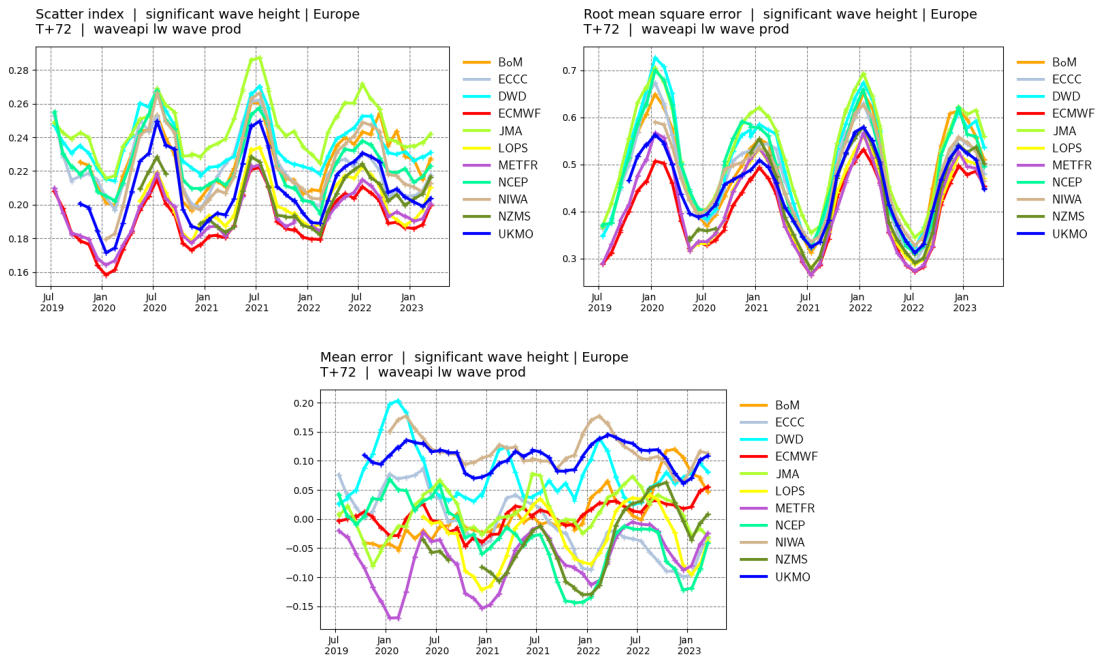 Scatter index | significant wave height | Europe
T+72 | waveapi lw wave prod
0.28
0.26
0.24
0.22
0.20
0.18
0.16
Jul
2019
Jan
2020
Jul
2020
Jan
2021
Jul
2021
Jan
2022
Jul
2022
Jan
2023
BoM
ECCC
DWD
ECMWF
JMA
LOPS
METFR
NCEP
NIWA
NZMS
UKMO
Root mean square error | significant wave height | Europe
T+72 | waveapi lw wave prod
0.7
0.6
0.5
0.4
0.3
Jul
2019
Jan
2020
Jul
2020
Jan
2021
Jul
2021
Jan
2022
Jul
2022
Jan
2023
BoM
ECCC
DWD
ECMWF
JMA
LOPS
METFR
NCEP
NIWA
NZMS
UKMO
Mean error | significant wave height | Europe
T+72 | waveapi lw wave prod
0.20
0.15
0.10
0.05
0.00
−0.05
−0.10
−0.15
Jul
2019
Jan
2020
Jul
2020
Jan
2021
Jul
2021
Jan
2022
Jul
2022
Jan
2023
BoM
ECCC
DWD
ECMWF
JMA
LOPS
METFR
NCEP
NIWA
NZMS
UKMO